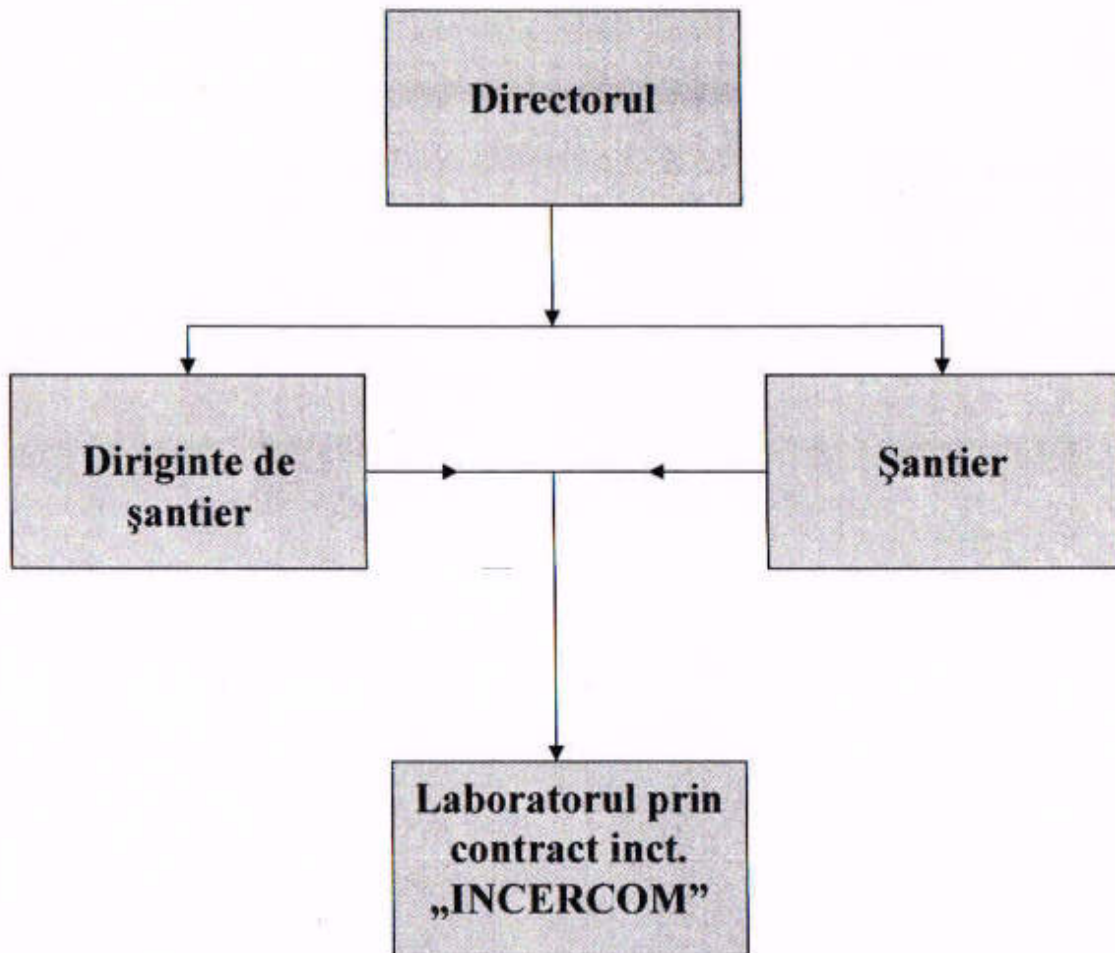 Directorul
Diriginte de
şantier
Şantier
Laboratorul prin
contract inct.
„INCERCOM”